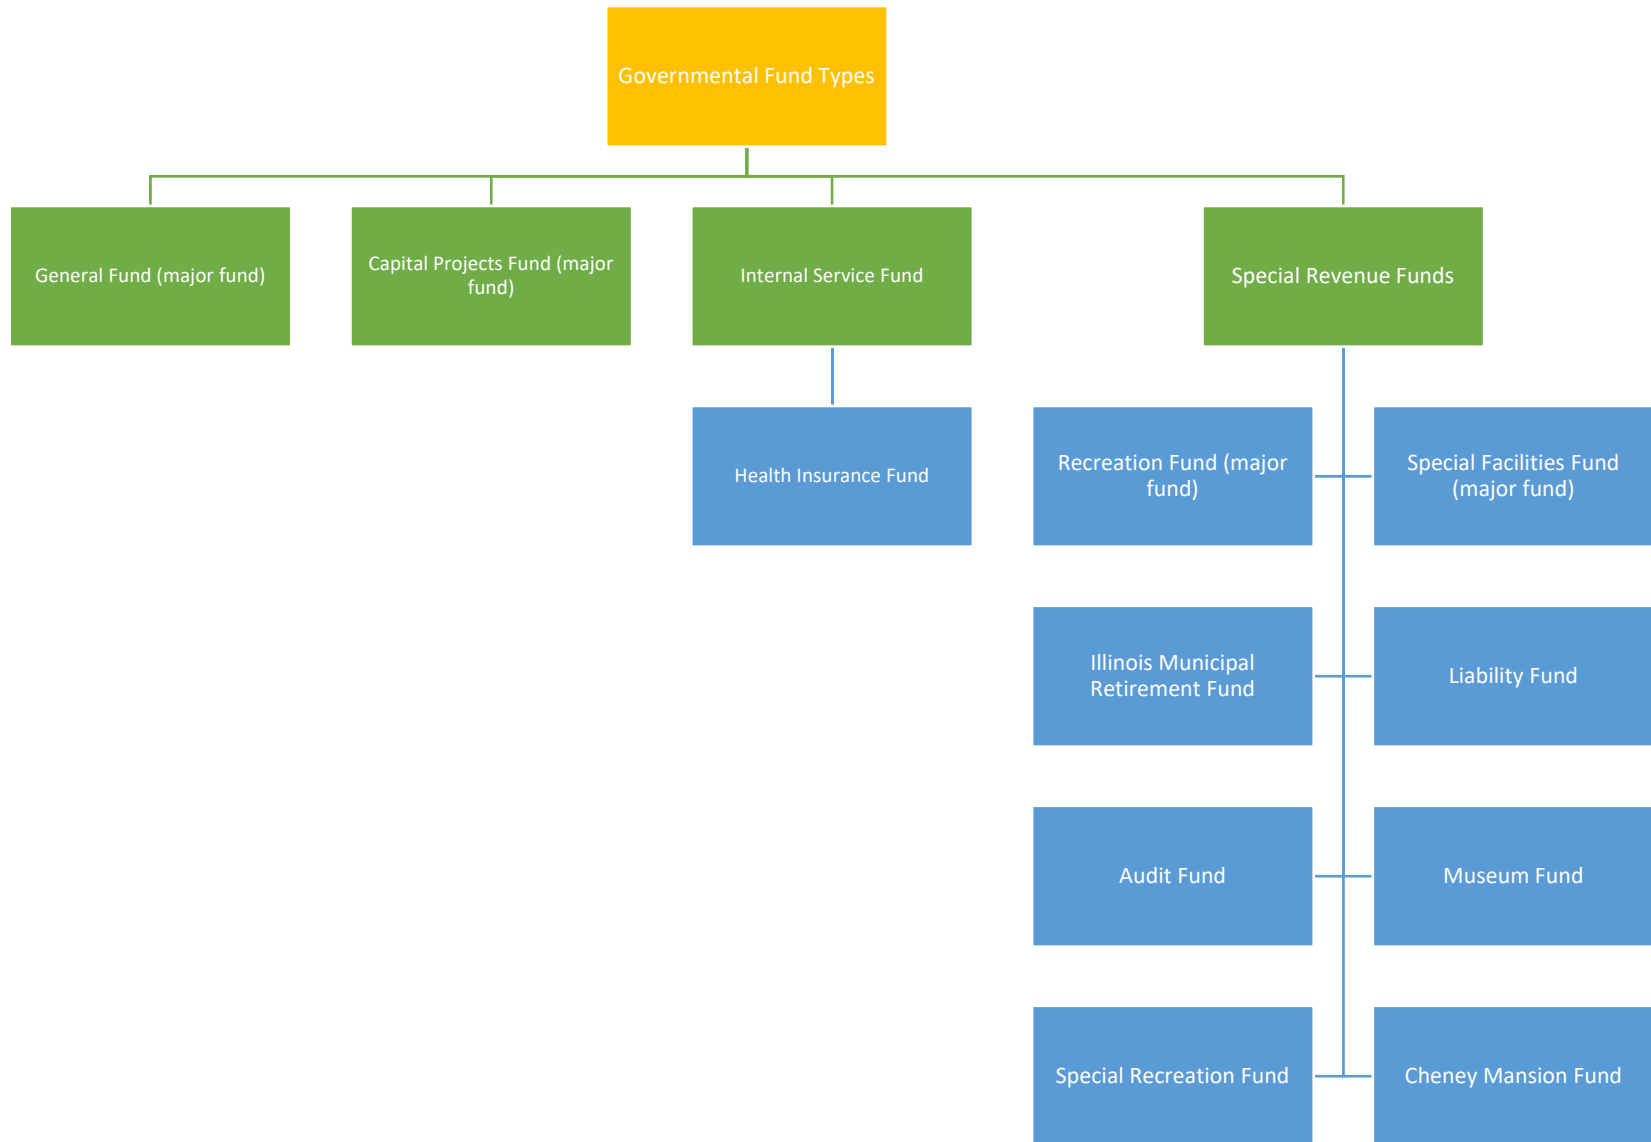 Governmental Fund Types
General Fund (major fund)
Capital Projects Fund (major
fund)
Internal Service Fund
Special Revenue Funds
Health Insurance Fund
Recreation Fund (major
fund)
Special Facilities Fund
(major fund)
Illinois Municipal
Retirement Fund
Liability Fund
Audit Fund
Museum Fund
Special Recreation Fund
Cheney Mansion Fund